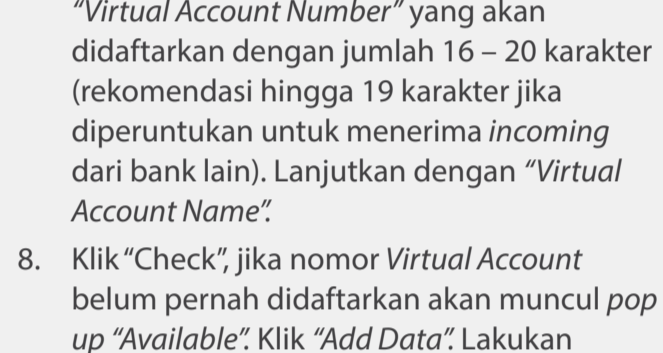 “Virtual Account Number” yang akan
didaftarkan dengan jumlah 16 – 20 karakter
(rekomendasi hingga 19 karakter jika
diperuntukan untuk menerima incoming
dari bank lain). Lanjutkan dengan “Virtual
Account Name”.
8. Klik “Check”, jika nomor Virtual Account
belum pernah didaftarkan akan muncul pop
up “Available”. Klik “Add Data”. Lakukan